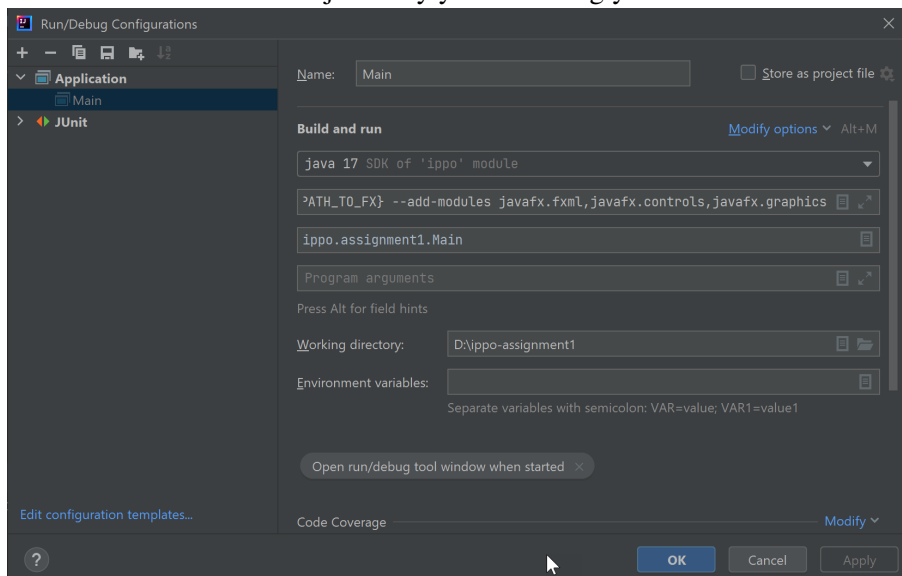 Run/Debug Configurations
Application
Main
JUnit
Edit configuration templates...
Name: Main
Store as project file
Build and run
Modify options Alt+M
java 17 SDK of 'ippo' module
PATH_TO_FX} --add-modules javafx.fxml,javafx.controls,javafx.graphics
ippo.assignment1.Main
Program arguments
Press Alt for field hints
Working directory: D:\ippo-assignment1
Environment variables:
Separate variables with semicolon: VAR=value; VAR1=value1
Open run/debug tool window when started
Code Coverage
Modify
?
OK
Cancel
Apply